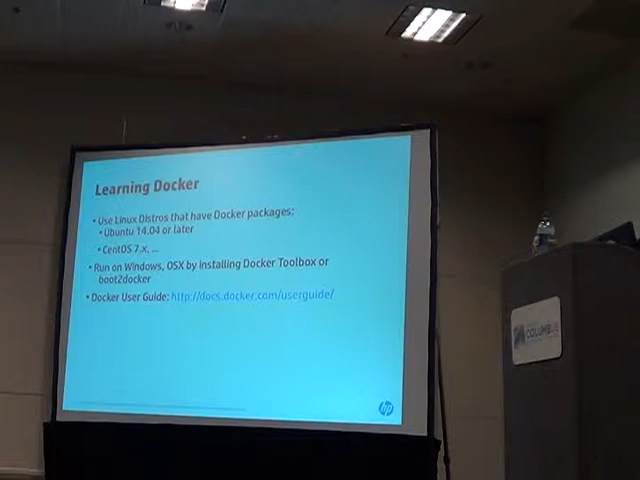 Learning Docker
• Use Linux Distros that have Docker packages:
• Ubuntu 14.04 or later
• CentOS 7.x, ...
• Run on Windows, OSX by installing Docker Toolbox or
boot2docker
• Docker User Guide: http://docs.docker.com/userguide/
hp
COLUMBUS